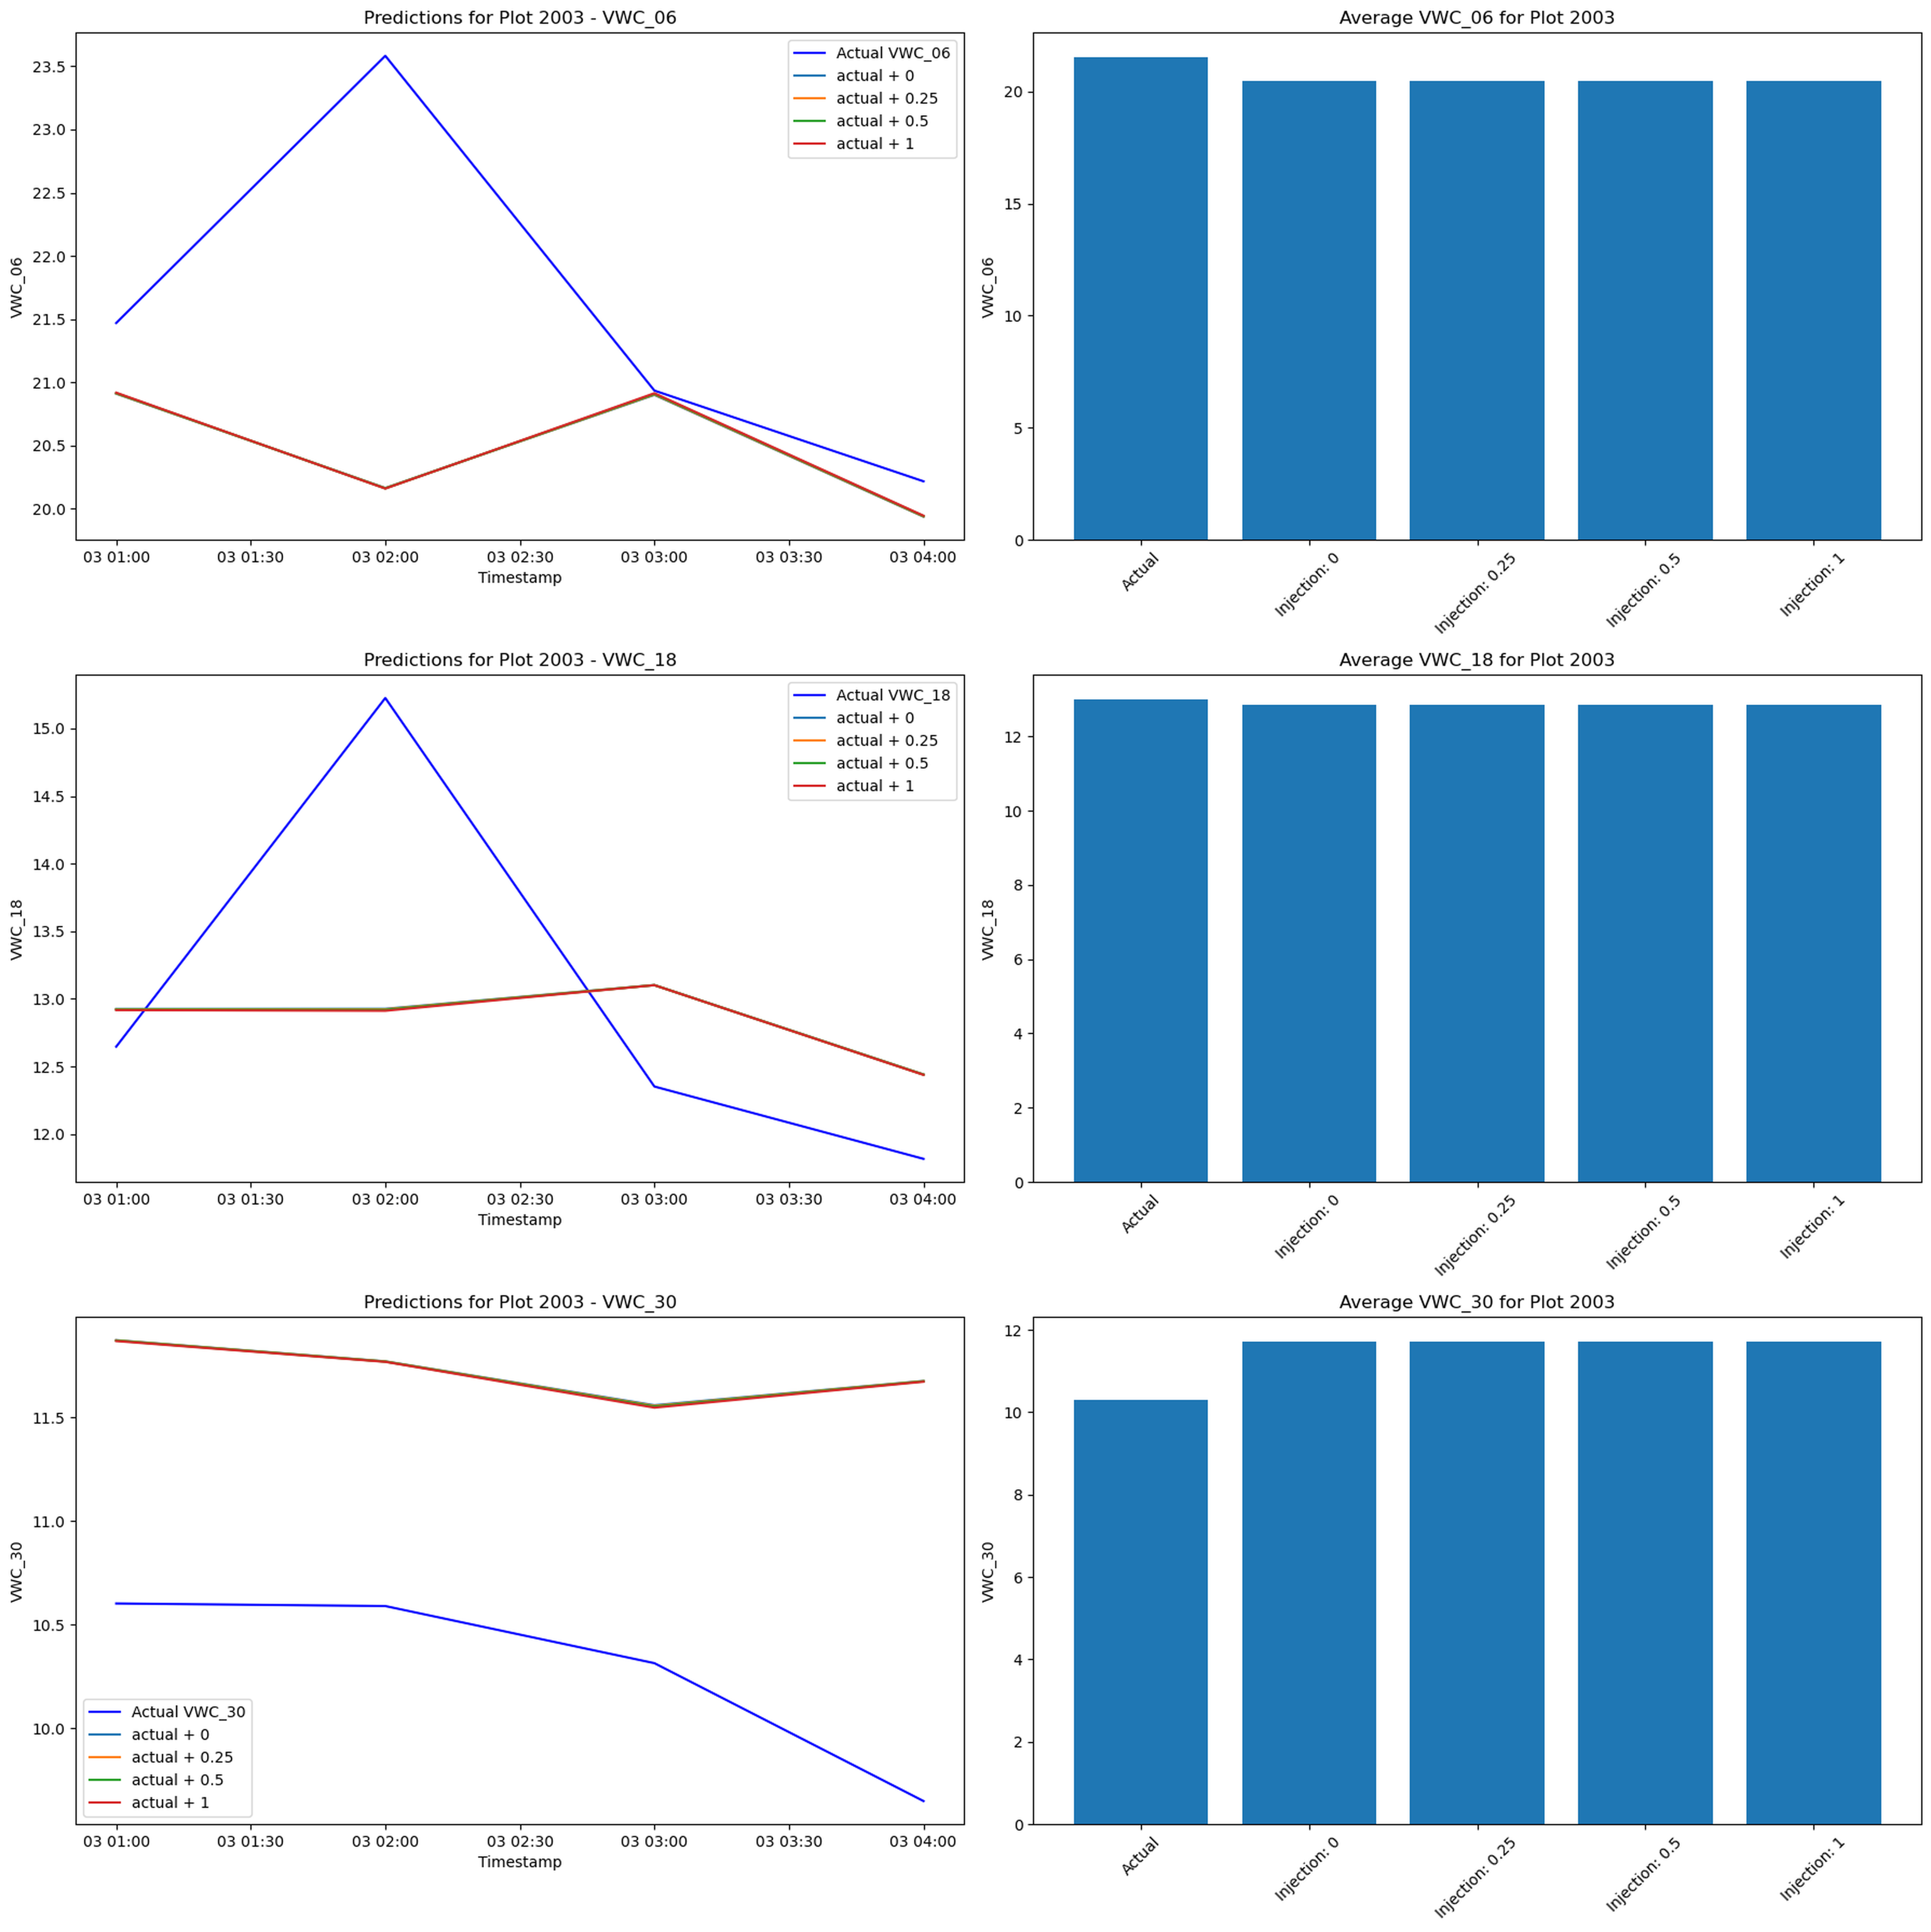 Predictions for Plot 2003 - VWC_06
VWC_06
23.5
23.0
22.5
22.0
21.5
21.0
20.5
20.0
Actual VWC_06
actual + 0
actual + 0.25
actual + 0.5
actual + 1
03 01:00 03 01:30 03 02:00 03 02:30 03 03:00 03 03:30 03 04:00
Timestamp
Average VWC_06 for Plot 2003
VWC_06
20
15
10
5
0
Actual
Injection: 0
Injection: 0.25
Injection: 0.5
Injection: 1
Predictions for Plot 2003 - VWC_18
VWC_18
15.0
14.5
14.0
13.5
13.0
12.5
12.0
Actual VWC_18
actual + 0
actual + 0.25
actual + 0.5
actual + 1
03 01:00 03 01:30 03 02:00 03 02:30 03 03:00 03 03:30 03 04:00
Timestamp
Average VWC_18 for Plot 2003
VWC_18
12
10
8
6
4
2
0
Actual
Injection: 0
Injection: 0.25
Injection: 0.5
Injection: 1
Predictions for Plot 2003 - VWC_30
VWC_30
11.5
11.0
10.5
10.0
Actual VWC_30
actual + 0
actual + 0.25
actual + 0.5
actual + 1
03 01:00 03 01:30 03 02:00 03 02:30 03 03:00 03 03:30 03 04:00
Timestamp
Average VWC_30 for Plot 2003
VWC_30
12
10
8
6
4
2
0
Actual
Injection: 0
Injection: 0.25
Injection: 0.5
Injection: 1